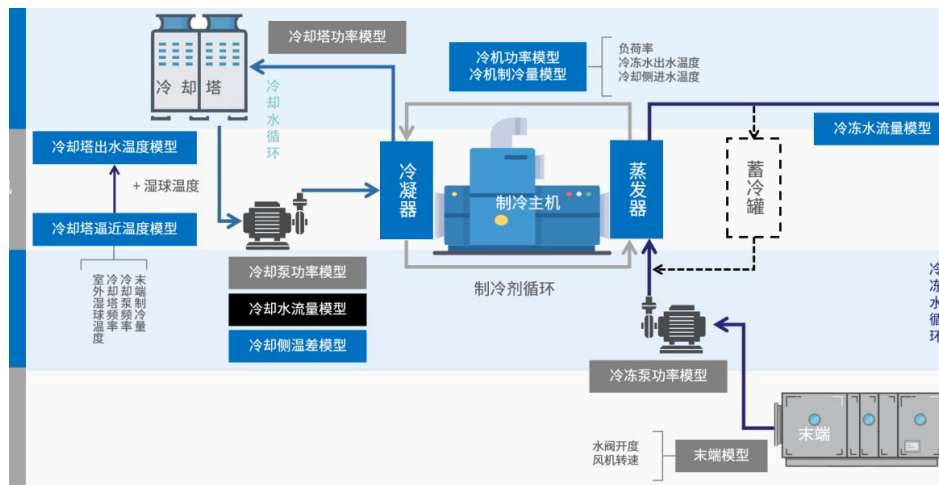 冷却塔功率模型
冷机功率模型
冷机制冷量模型
负荷率
冷冻水出水温度
冷却侧进水温度
冷却塔
冷却水循环
冷冻水流量模型
冷却塔出水温度模型
+ 湿球温度
冷却塔逼近温度模型
冷凝器
制冷主机
蒸发器
蓄冷罐
末端制冷量
冷却泵频率
冷却塔频率
室外湿球温度
冷却泵功率模型
冷却水流量模型
冷却侧温差模型
制冷剂循环
冷冻水循环
冷冻泵功率模型
水阀开度
风机转速
末端模型
末端